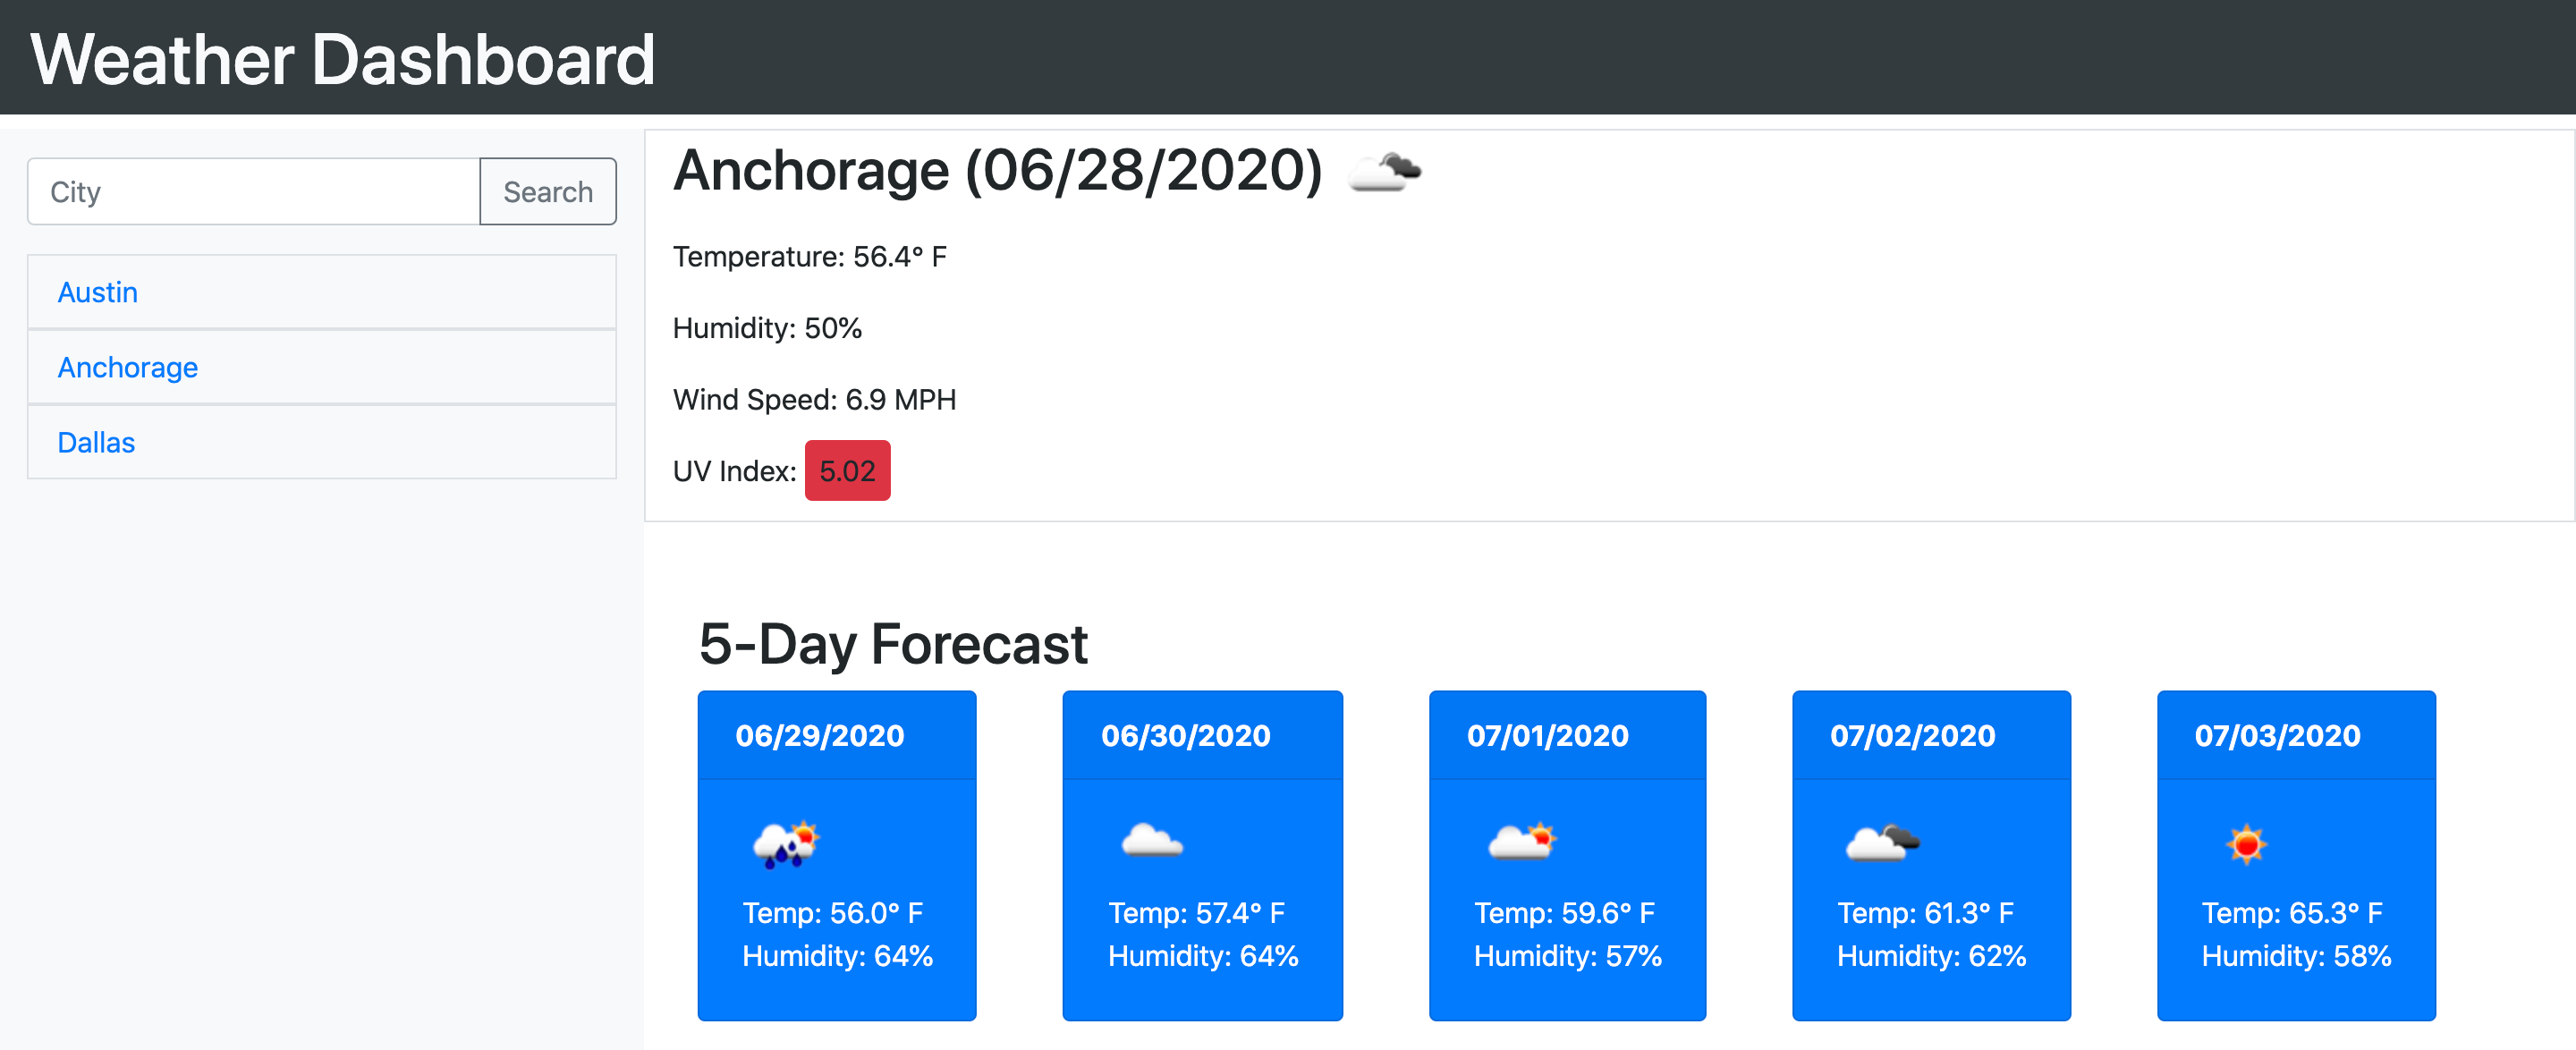 Weather Dashboard
City
Search
Austin
Anchorage
Dallas
Anchorage (06/28/2020)
Temperature: 56.4° F
Humidity: 50%
Wind Speed: 6.9 MPH
UV Index: 5.02
5-Day Forecast
06/29/2020
Temp: 56.0° F
Humidity: 64%
06/30/2020
Temp: 57.4° F
Humidity: 64%
07/01/2020
Temp: 59.6° F
Humidity: 57%
07/02/2020
Temp: 61.3° F
Humidity: 62%
07/03/2020
Temp: 65.3° F
Humidity: 58%